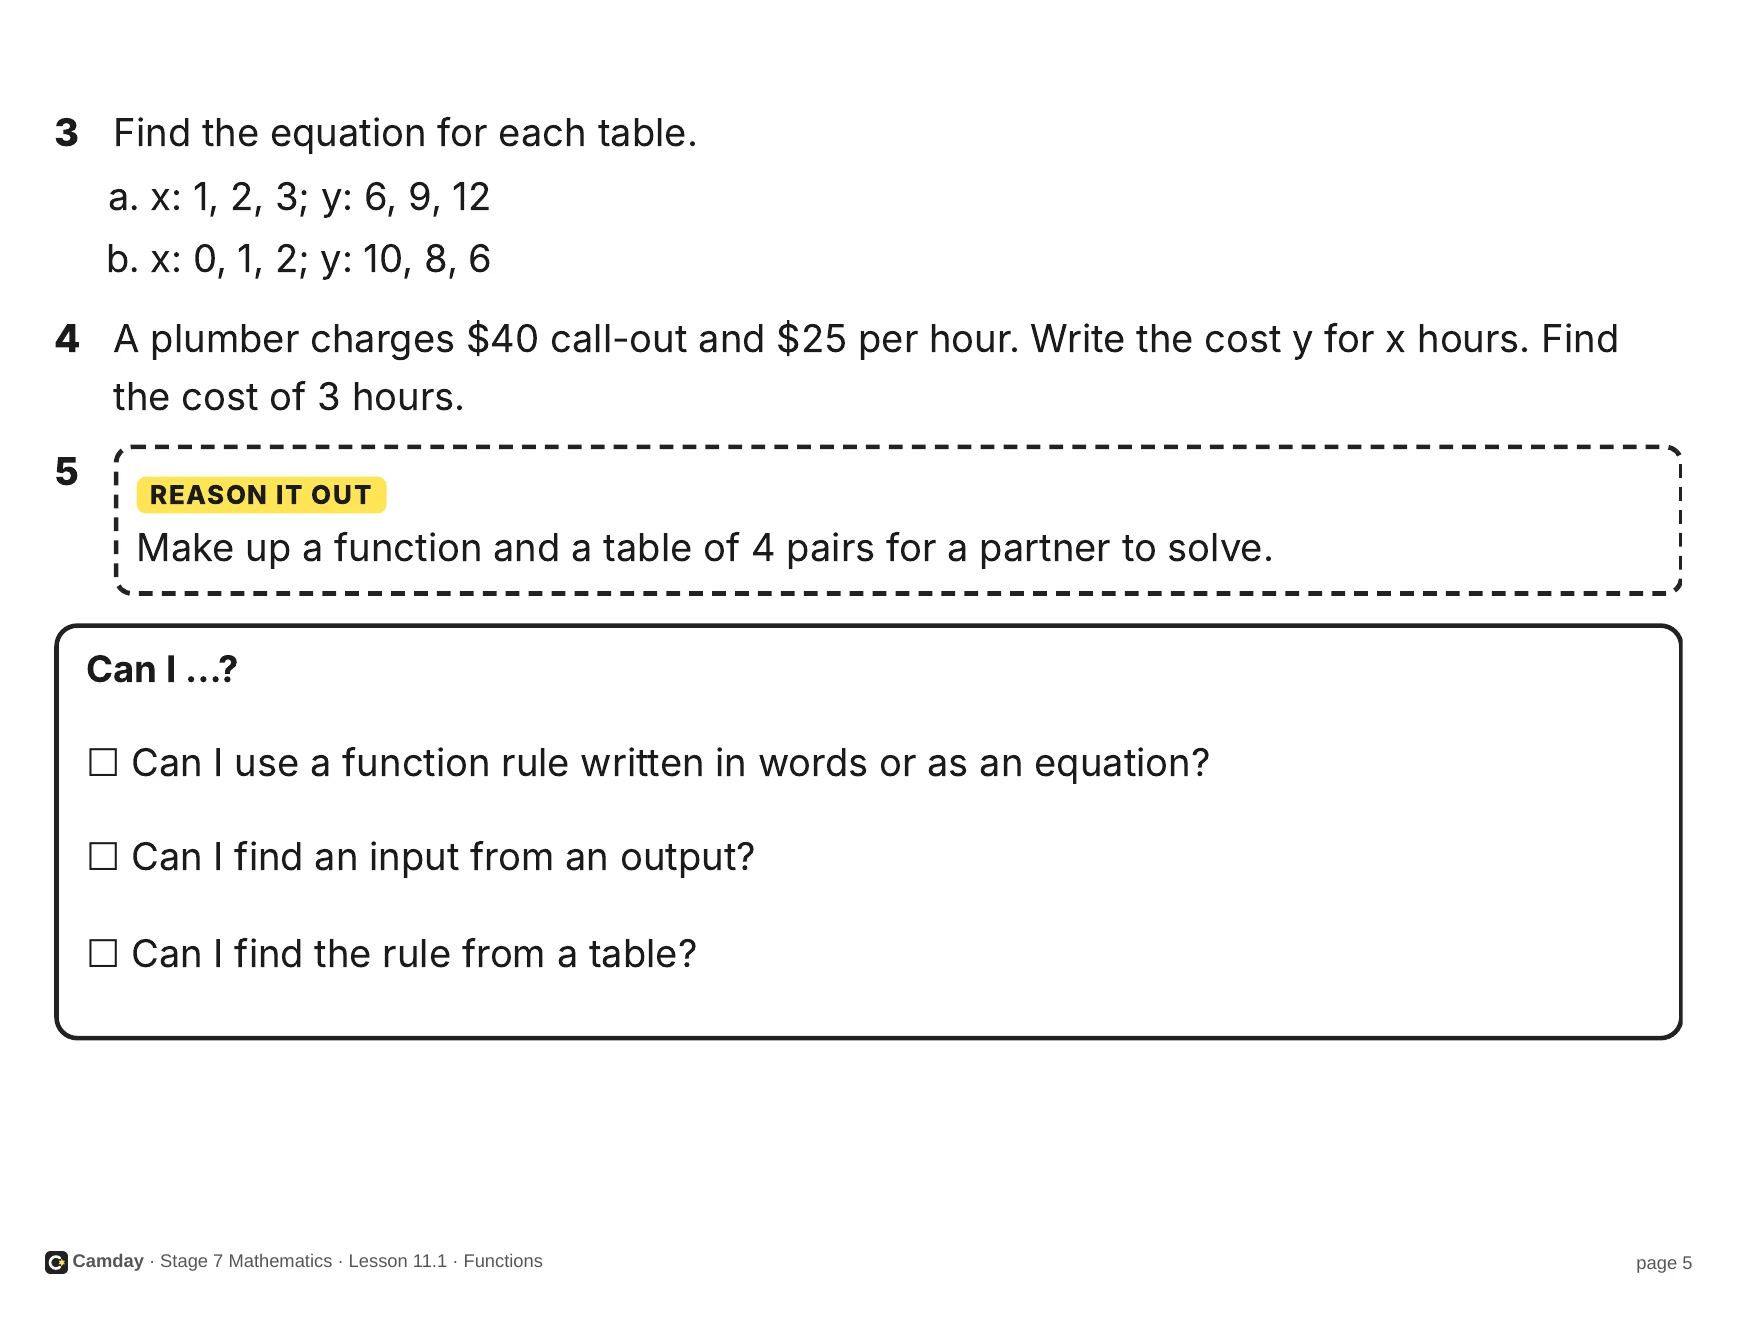 3 Find the equation for each table.
a. x: 1, 2, 3; y: 6, 9, 12
b. x: 0, 1, 2; y: 10, 8, 6
4 A plumber charges $40 call-out and $25 per hour. Write the cost y for x hours. Find
the cost of 3 hours.
5
REASON IT OUT
Make up a function and a table of 4 pairs for a partner to solve.
Can I ...?
☐ Can I use a function rule written in words or as an equation?
☐ Can I find an input from an output?
☐ Can I find the rule from a table?
Camday · Stage 7 Mathematics · Lesson 11.1 · Functions
page 5